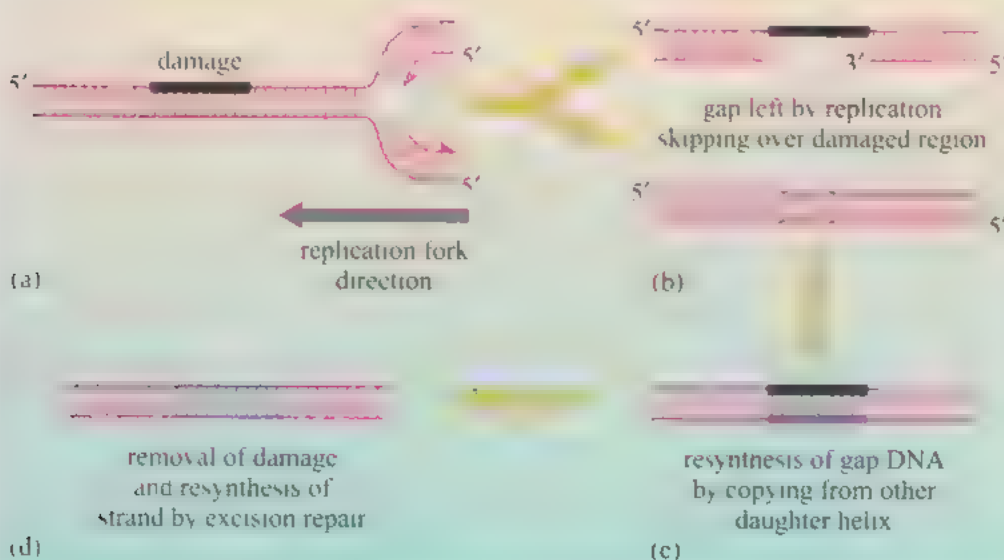 damage
5′
5′
5′
replication fork
direction
(a)
5′
3′
5′
gap left by replication
skipping over damaged region
5′
5′
(b)
removal of damage
and resynthesis of
strand by excision repair
(d)
resynthesis of gap DNA
by copying from other
daughter helix
(c)